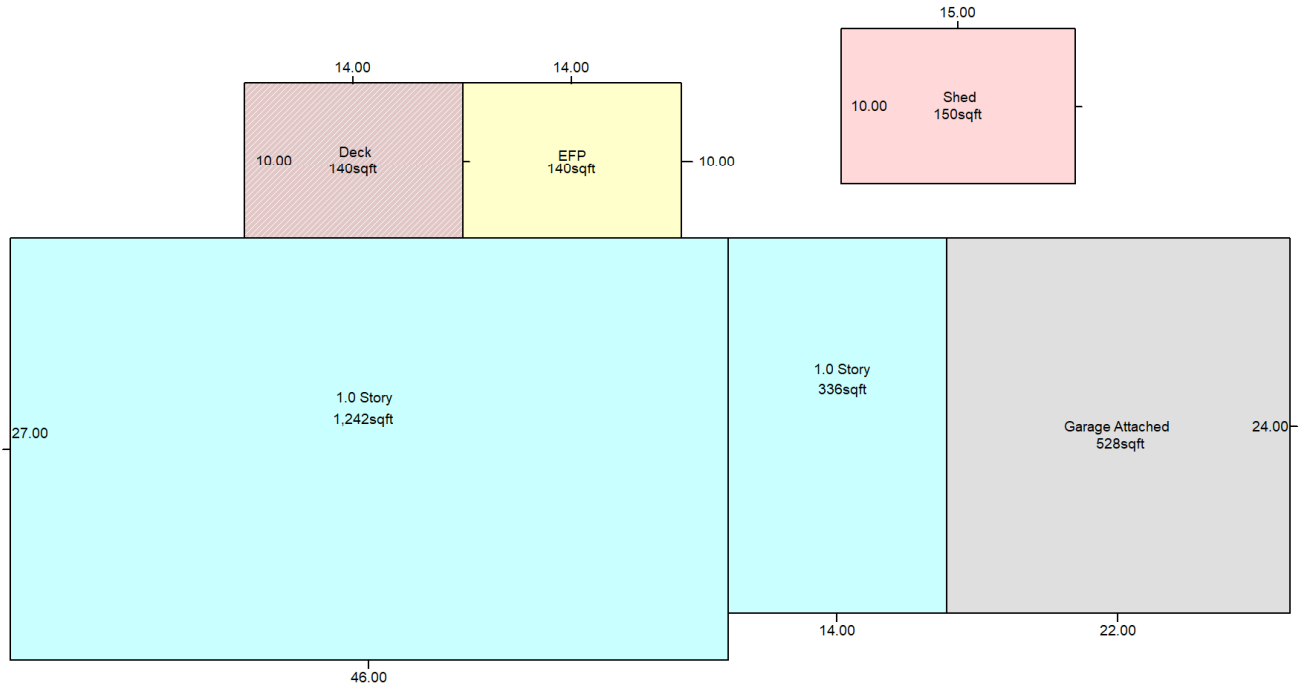 15.00
10.00
Shed
150sqft
14.00
14.00
10.00
Deck
140sqft
EFP
140sqft
10.00
27.00
1.0 Story
1,242sqft
1.0 Story
336sqft
Garage Attached
528sqft
24.00
14.00
22.00
46.00